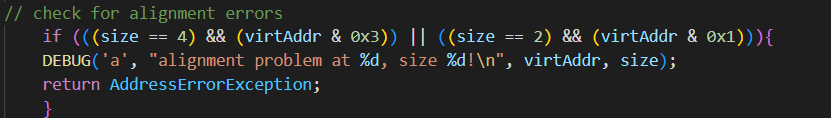 // check for alignment errors
if (((size == 4) && (virtAddr & 0x3)) || ((size == 2) && (virtAddr & 0x1))){
DEBUG('a', "alignment problem at %d, size %d!\n", virtAddr, size);
return AddressErrorException;
}